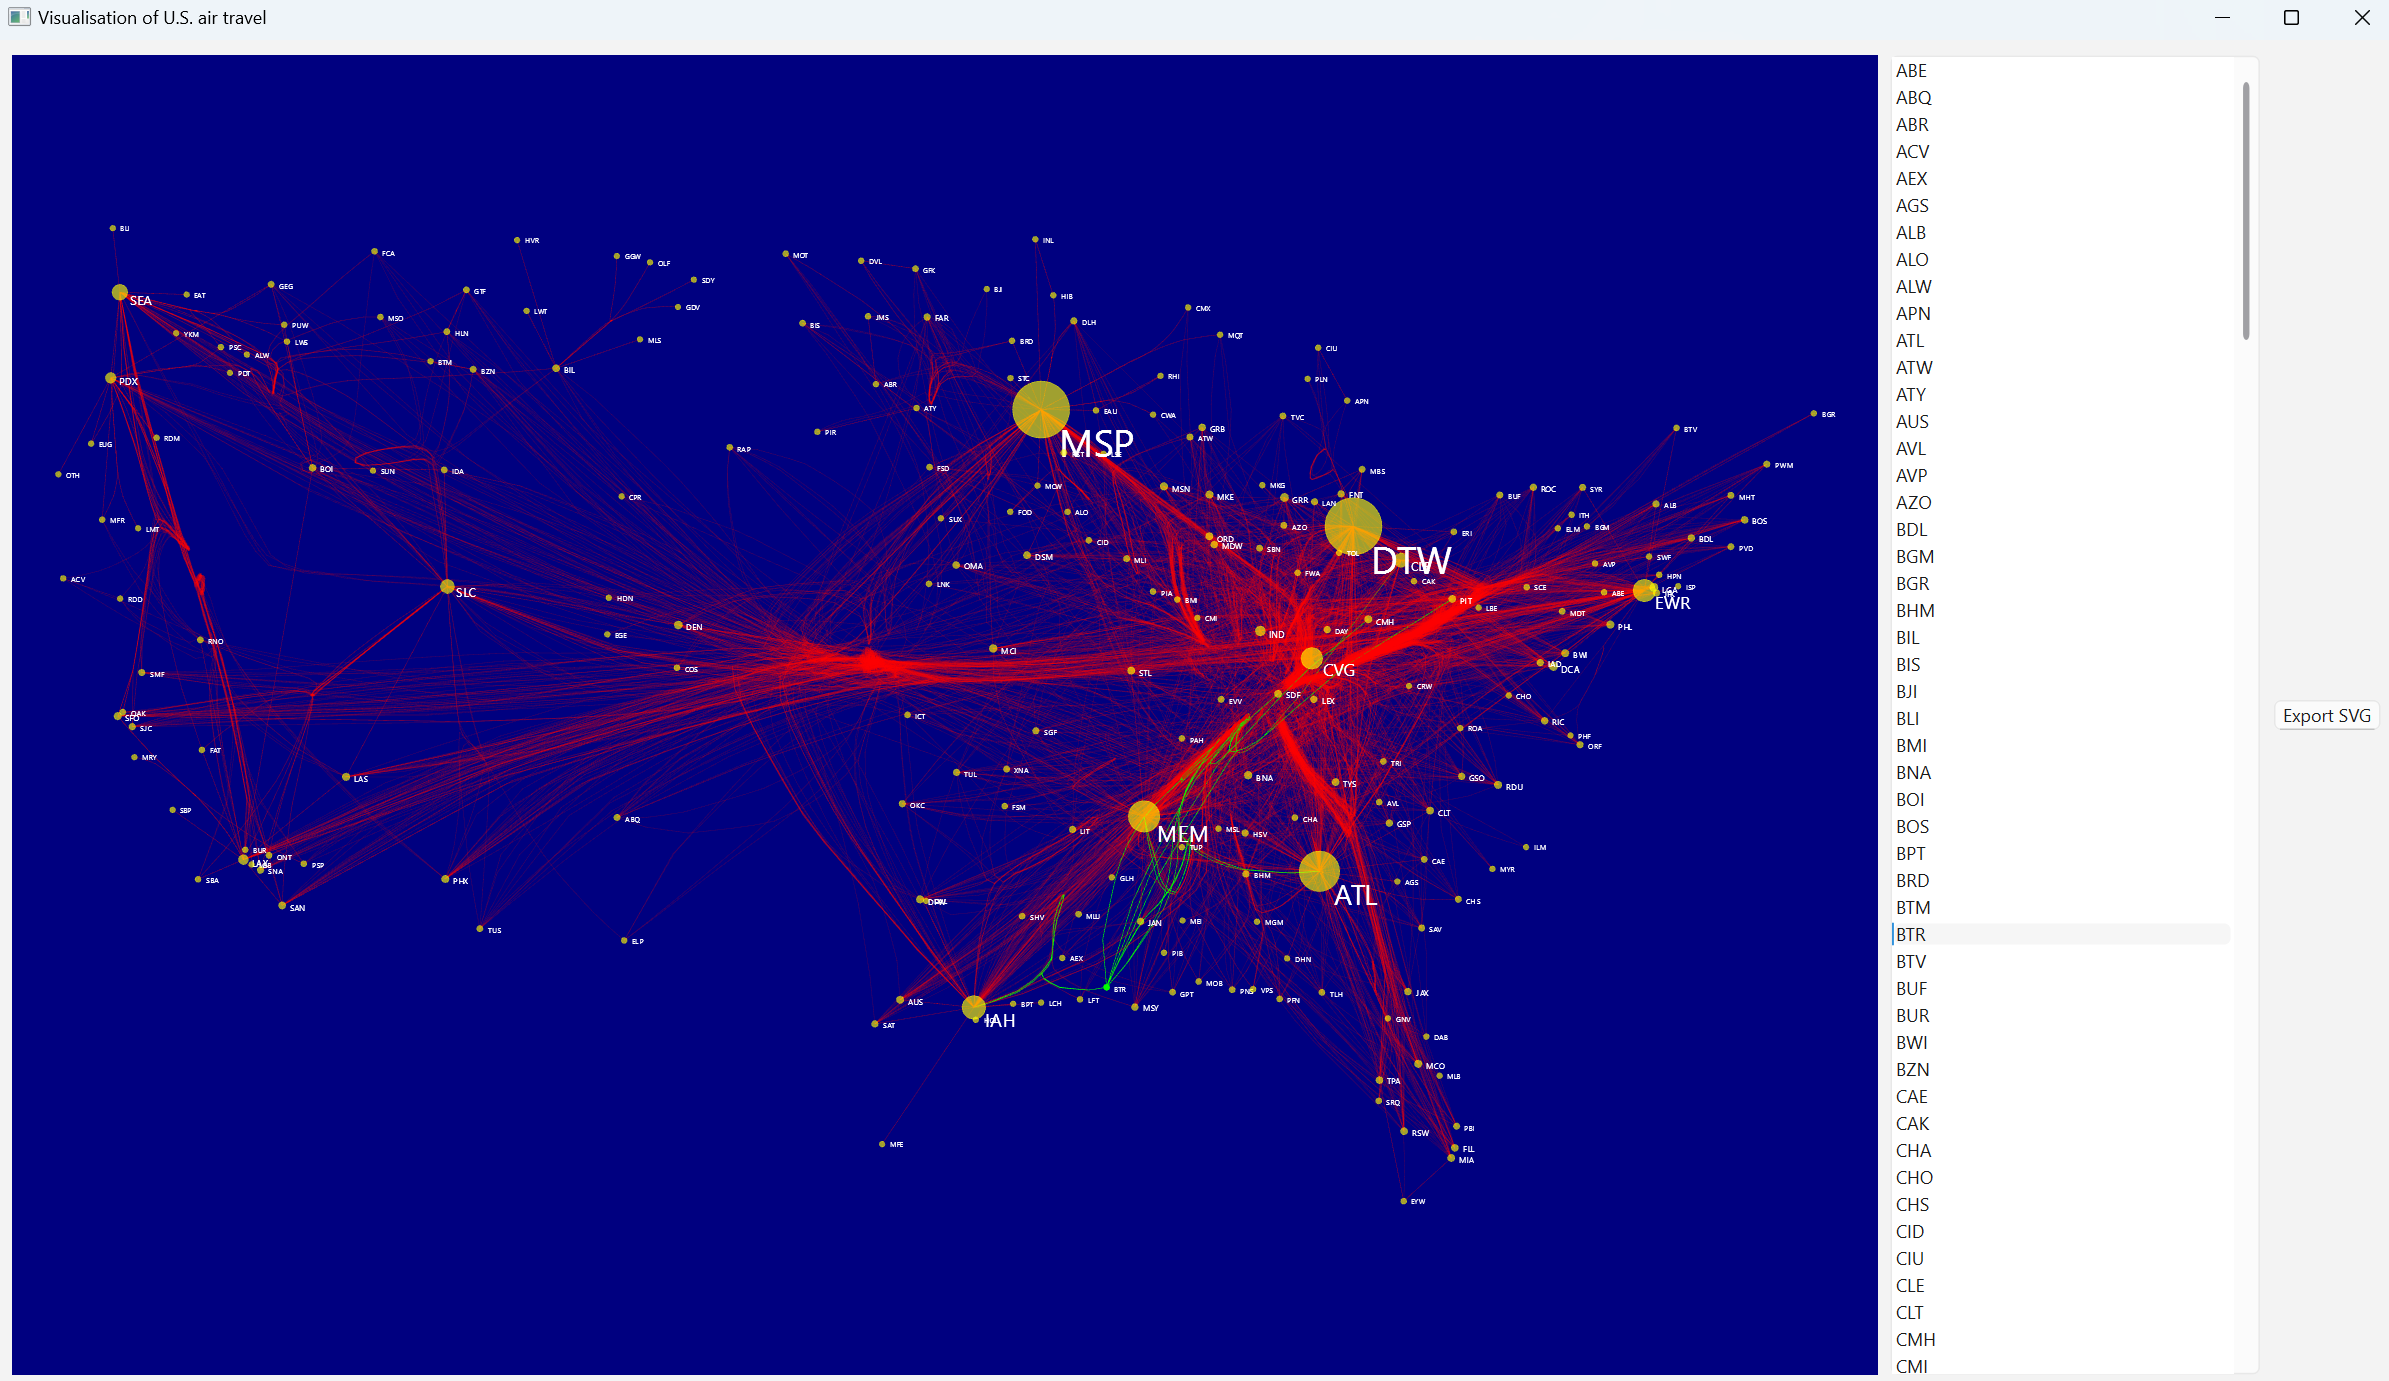 Visualisation of U.S. air travel
BLI
HVR
INL
FCA
GGW
OLF
MOT
DVL
GFK
SDY
GEG
GTF
BJI
HIB
EAT
SEA
LWT
GDV
CMX
MSO
JMS
FAR
DLH
PUW
BIS
YKM
HLN
MQT
LWS
MLS
BRD
PSC
ALW
CIU
BTM
BIL
BZN
PDT
PDX
STC
RHI
PLN
ABR
APN
ATY
EAU
CWA
TVC
BGR
PIR
GRB
BTV
RDM
ATW
EUG
MSP
RAP
BOI
SUN
IDA
FSD
MBS
PWM
OTH
MCW
MSN
MKG
ROC
SYR
CPR
MKE
GRR
LAN
FNT
BUF
MHT
ALB
MFR
LMT
SUX
FOD
ALO
ITH
BOS
AZO
ELM
BGM
ERI
ORD
CID
MDW
BDL
SBN
TOL
PVD
DSM
MLI
DTW
SWF
OMA
AVP
ACV
FWA
HPN
CAK
LNK
SCE
ISP
SLC
PIA
ABE
LGA
RDD
HDN
BMI
PIT
EWR
LBE
MDT
CMI
CMH
DEN
PHL
BGE
IND
DAY
RNO
MCI
BWI
IAD
COS
CVG
DCA
SMF
STL
CRW
SDF
CHO
EVV
LEX
OAK
SFO
ICT
RIC
SJC
SGF
ROA
PHF
PAH
ORF
FAT
MRY
TRI
XNA
TUL
LAS
BNA
TYS
GSO
RDU
OKC
FSM
AVL
SBP
CLT
ABQ
CHA
GSP
LIT
MEM
MSL
HSV
TUP
ILM
BUR
ONT
CAE
PSP
SNA
MYR
SBA
PHX
GLH
BHM
AGS
ATL
CHS
SAN
SHV
MLU
JAN
MEI
MGM
TUS
SAV
ELP
PIB
AEX
DHN
MOB
BTR
PNS
VPS
GPT
TLH
JAX
PFN
AUS
BPT
LCH
LFT
MSY
IAH
GNV
SAT
DAB
MCO
MLB
TPA
SRQ
PBI
RSW
MFE
FLL
MIA
EYW
ABE
ABQ
ABR
ACV
AEX
AGS
ALB
ALO
ALW
APN
ATL
ATW
ATY
AUS
AVL
AVP
AZO
BDL
BGM
BGR
BHM
BIL
BIS
BJI
BLI
BMI
BNA
BOI
BOS
BPT
BRD
BTM
BTR
BTV
BUF
BUR
BWI
BZN
CAE
CAK
CHA
CHO
CHS
CID
CIU
CLE
CLT
CMH
CMI
Export SVG